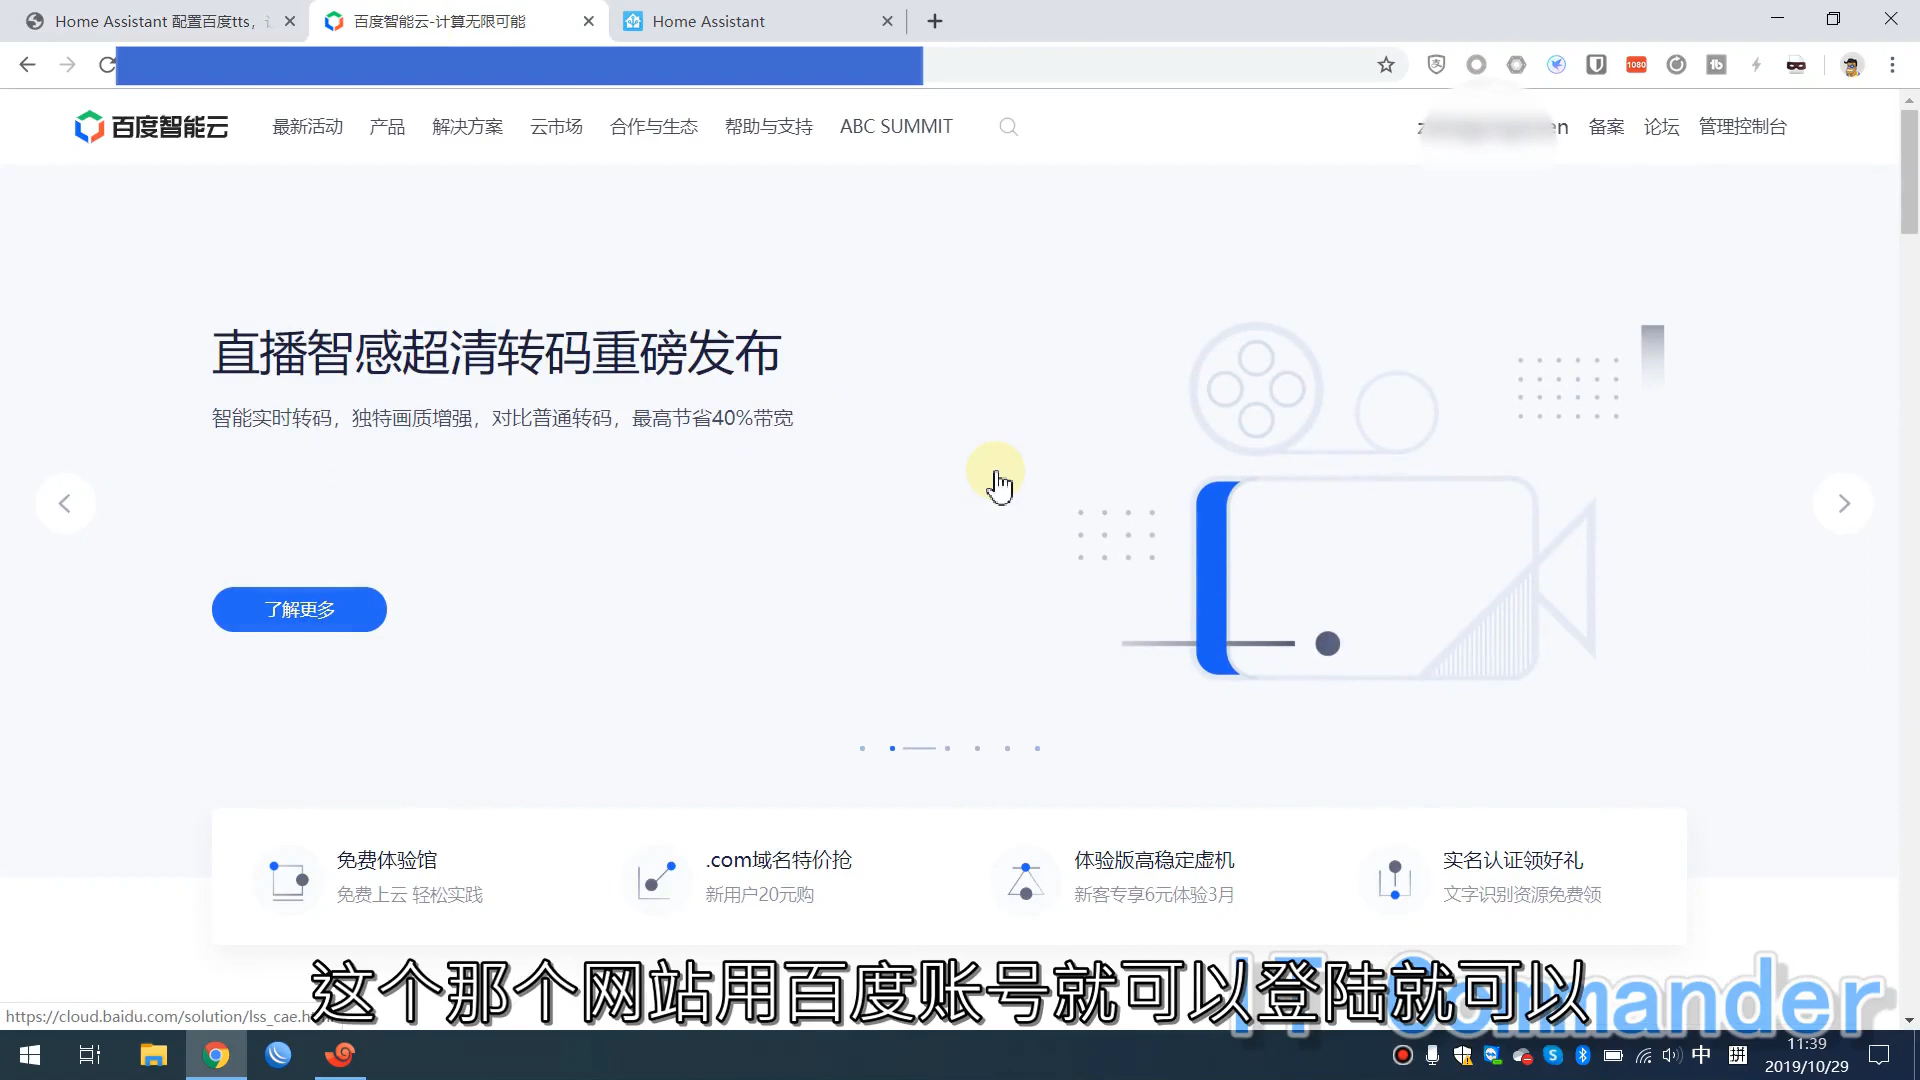 Home Assistant 配置百度tts,
百度智能云-计算无限可能
Home Assistant
1080
百度智能云
最新活动
产品
解决方案
云市场
合作与生态
帮助与支持
ABC SUMMIT
备案
论坛
管理控制台
直播智感超清转码重磅发布
智能实时转码，独特画质增强，对比普通转码，最高节省40%带宽
了解更多
免费体验馆
免费上云 轻松实践
.com域名特价抢
新用户20元购
体验版高稳定虚机
新客专享6元体验3月
实名认证领好礼
文字识别资源免费领
这个那个网站用百度账号就可以登陆就可以
IT Commander
https://cloud.baidu.com/solution/lss_cae.h
中
拼
11:39
2019/10/29